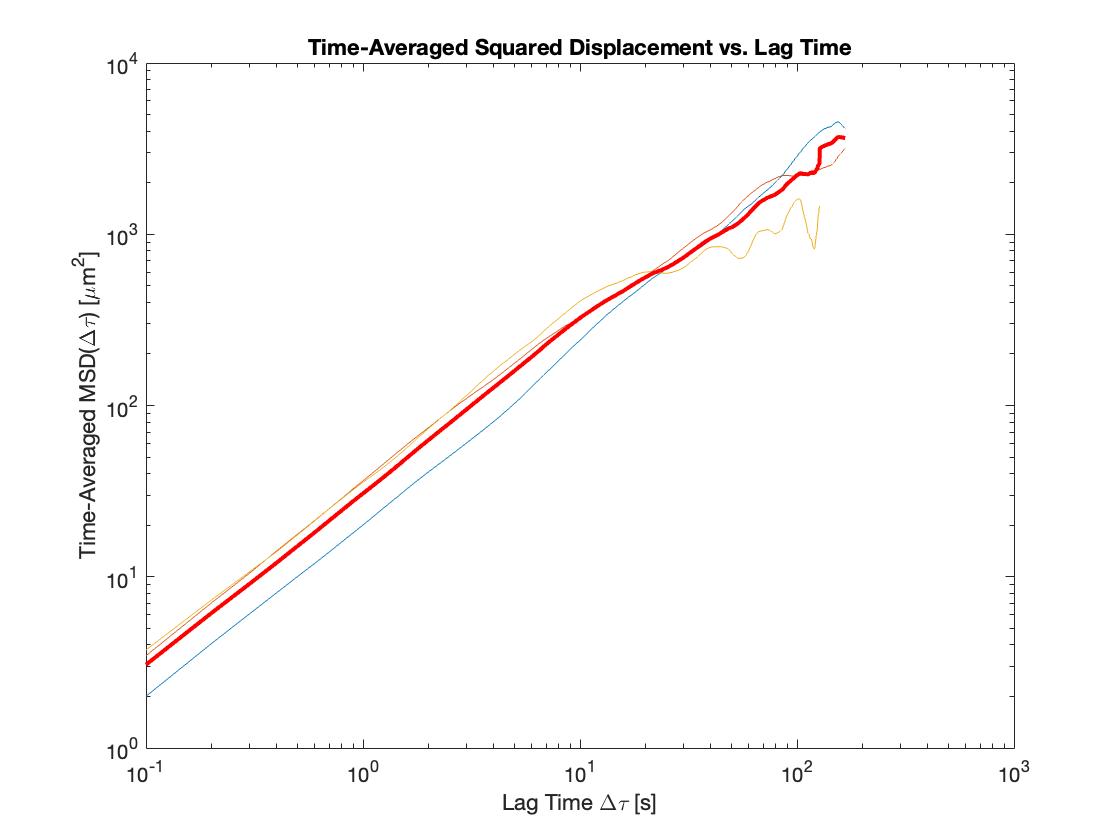 Time-Averaged Squared Displacement vs. Lag Time
10^4
10^3
10^2
10^1
10^0
Time-Averaged MSD(Δτ) [μm^2]
10^-1 10^0 10^1 10^2 10^3
Lag Time Δτ [s]